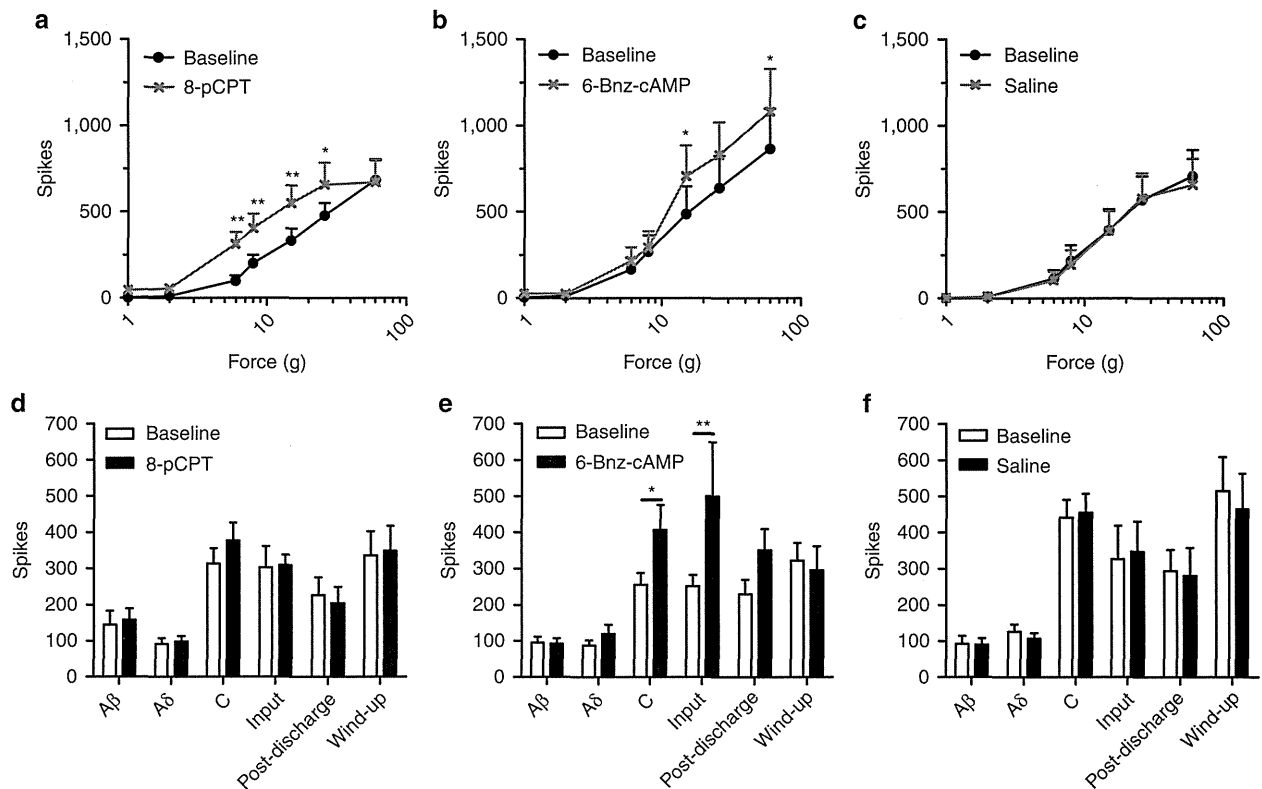 a
1,500
1,000
500
0
Spikes
Baseline
8-pCPT
**
**
**
*
1
10
100
Force (g)
b
1,500
1,000
500
0
Spikes
Baseline
6-Bnz-cAMP
*
*
1
10
100
Force (g)
c
1,500
1,000
500
0
Spikes
Baseline
Saline
1
10
100
Force (g)
d
700
600
500
400
300
200
100
0
Spikes
Baseline
8-pCPT
Aβ
Aδ
C
Input
Post-discharge
Wind-up
e
700
600
500
400
300
200
100
0
Spikes
Baseline
6-Bnz-cAMP
*
**
Aβ
Aδ
C
Input
Post-discharge
Wind-up
f
700
600
500
400
300
200
100
0
Spikes
Baseline
Saline
Aβ
Aδ
C
Input
Post-discharge
Wind-up